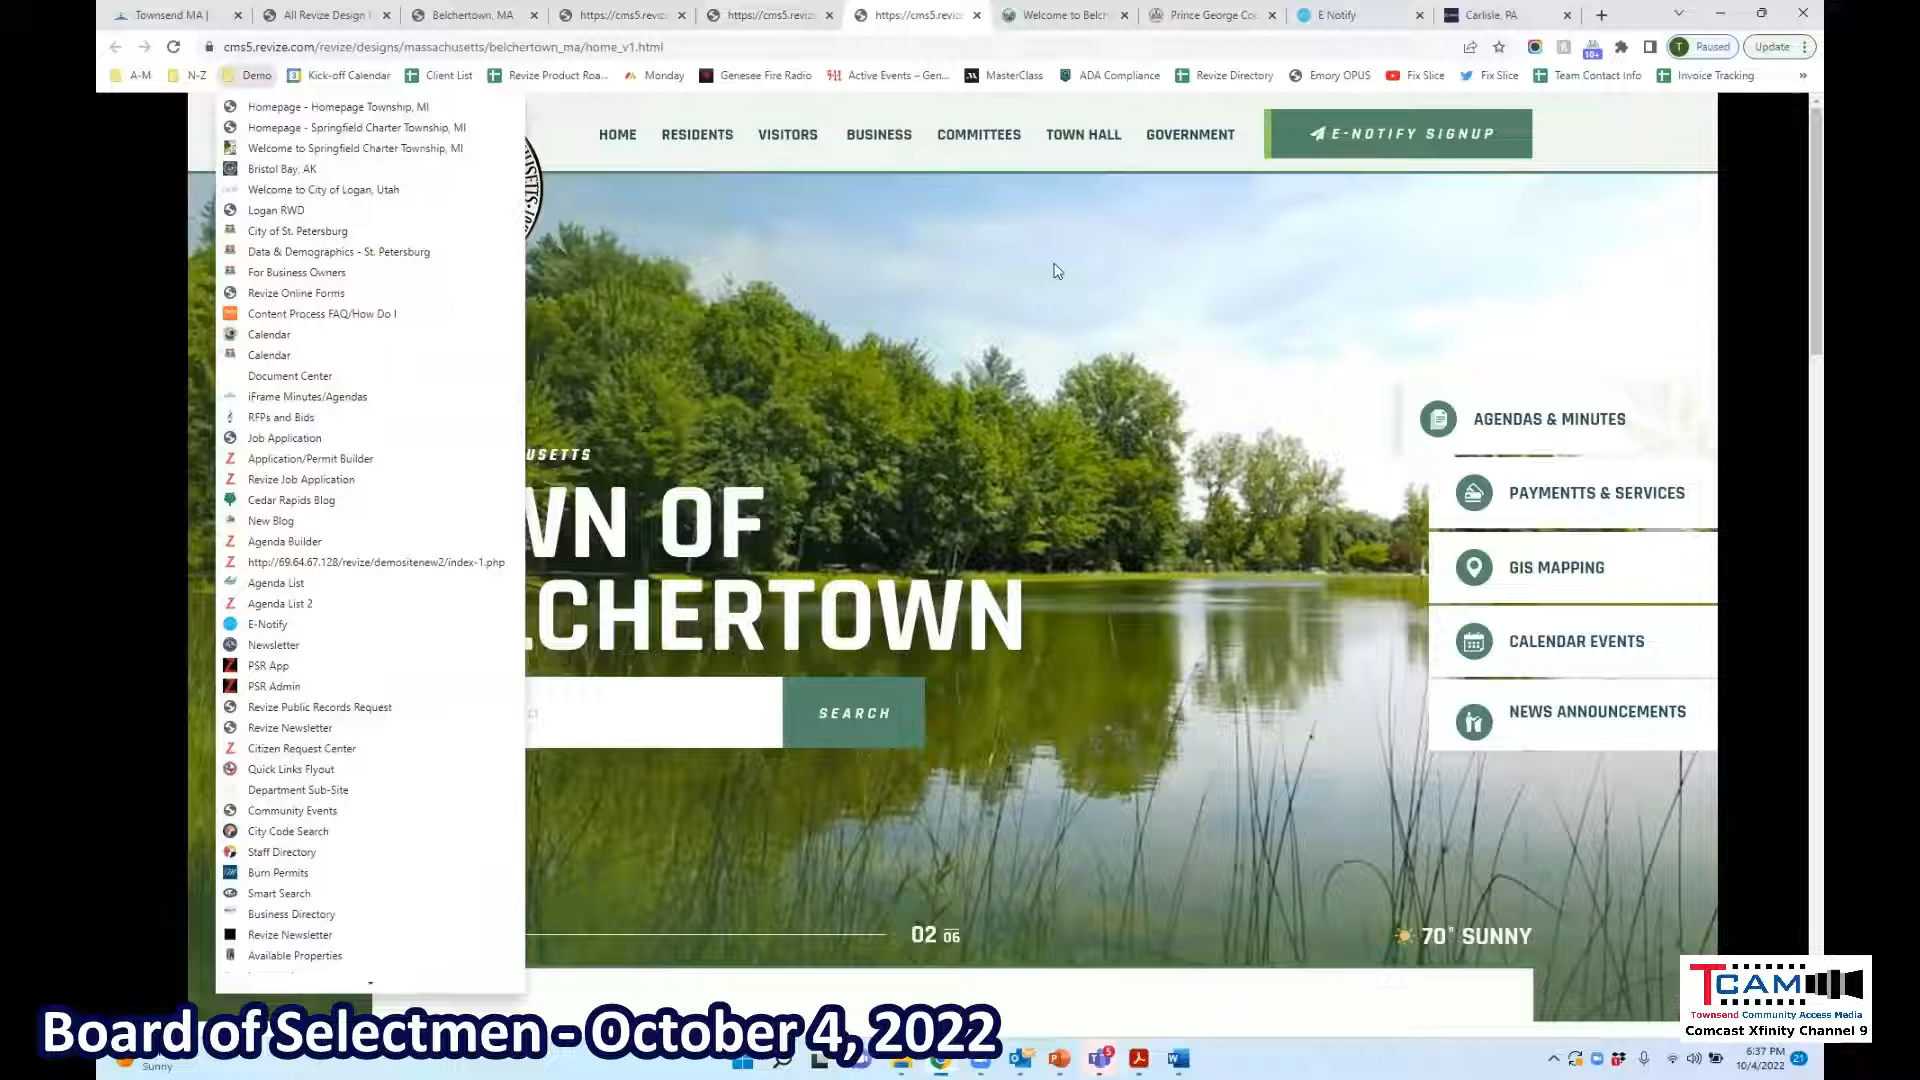 Townsend MA |
All Revize Design
Belchertown, MA
https://cms5.revize
https://cms5.revize
https://cms5.revize
Welcome to Belch
Prince George Co
E Notify
Carlisle, PA
cms5.revize.com/revize/designs/massachusetts/belchertown_ma/home_v1.html
10+
T
Paused
Update
A-M
N-Z
Demo
Kick-off Calendar
Client List
Revize Product Roa...
Monday
Genesee Fire Radio
Active Events – Gen...
MasterClass
ADA Compliance
Revize Directory
Emory OPUS
Fix Slice
Fix Slice
Team Contact Info
Invoice Tracking
»
Homepage - Homepage Township, MI
Homepage - Springfield Charter Township, MI
Welcome to Springfield Charter Township, MI
Bristol Bay, AK
Welcome to City of Logan, Utah
Logan RWD
City of St. Petersburg
Data & Demographics - St. Petersburg
For Business Owners
Revize Online Forms
Content Process FAQ/How Do I
Calendar
Calendar
Document Center
iFrame Minutes/Agendas
RFPs and Bids
Job Application
Application/Permit Builder
Revize Job Application
Cedar Rapids Blog
New Blog
Agenda Builder
http://69.64.67.128/revize/demositenew2/index-1.php
Agenda List
Agenda List 2
E-Notify
Newsletter
PSR App
PSR Admin
Revize Public Records Request
Revize Newsletter
Citizen Request Center
Quick Links Flyout
Department Sub-Site
Community Events
City Code Search
Staff Directory
Burn Permits
Smart Search
Business Directory
Revize Newsletter
Available Properties
HOME
RESIDENTS
VISITORS
BUSINESS
COMMITTEES
TOWN HALL
GOVERNMENT
E-NOTIFY SIGNUP
USETTS
WN OF
LCHERTOWN
SEARCH
AGENDAS & MINUTES
PAYMENTTS & SERVICES
GIS MAPPING
CALENDAR EVENTS
NEWS ANNOUNCEMENTS
02 06
70° SUNNY
TCAM
Townsend Community Access Media
Comcast Xfinity Channel 9
Board of Selectmen - October 4, 2022
Sunny
5
6:37 PM
10/4/2022
21